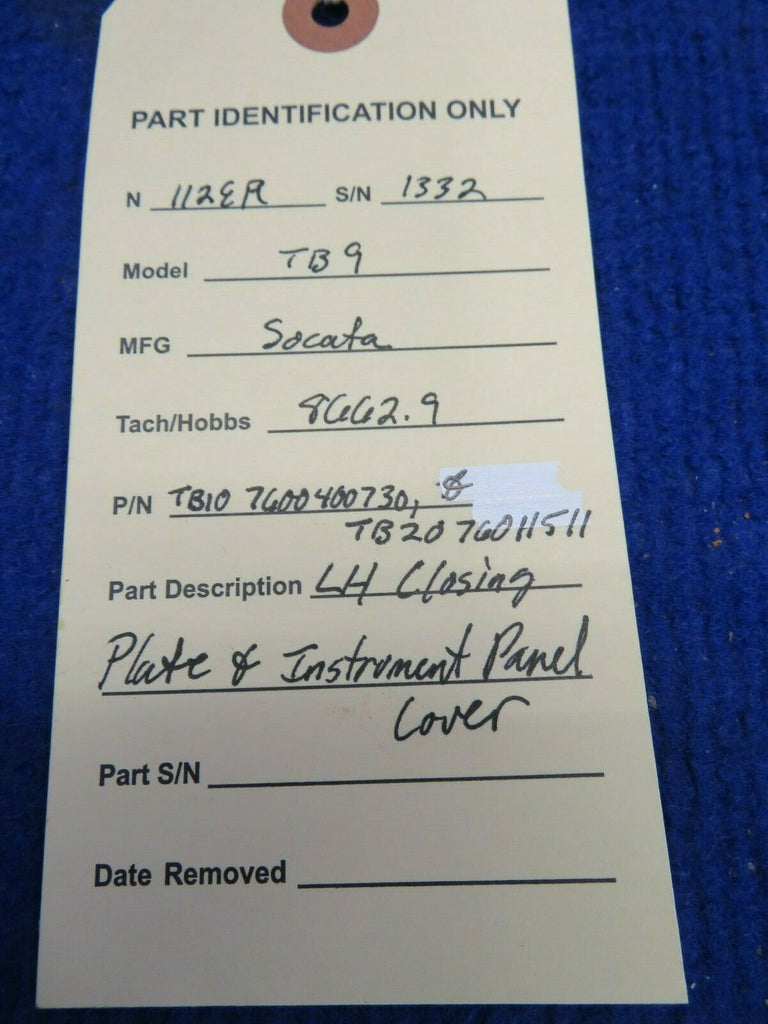 PART IDENTIFICATION ONLY
N 112ER S/N 1332
Model TB9
MFG Socata
Tach/Hobbs 8662.9
P/N TB10 7600400730, &
TB20 76011511
Part Description LH Closing
Plate & Instrument Panel
Cover
Part S/N
Date Removed